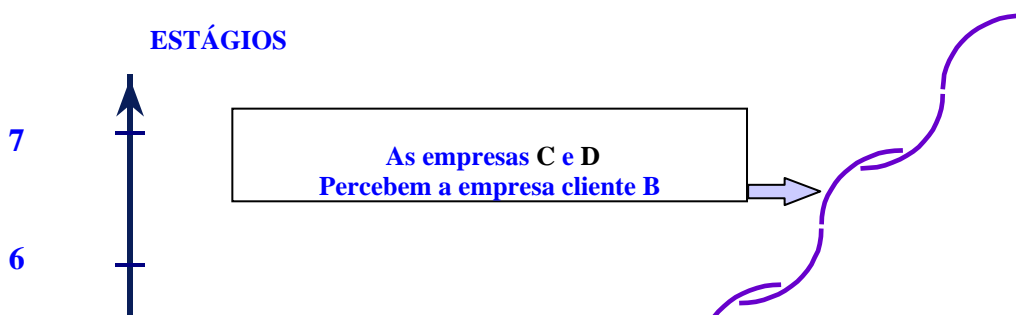 ESTÁGIOS
7
As empresas C e D
Percebem a empresa cliente B
6